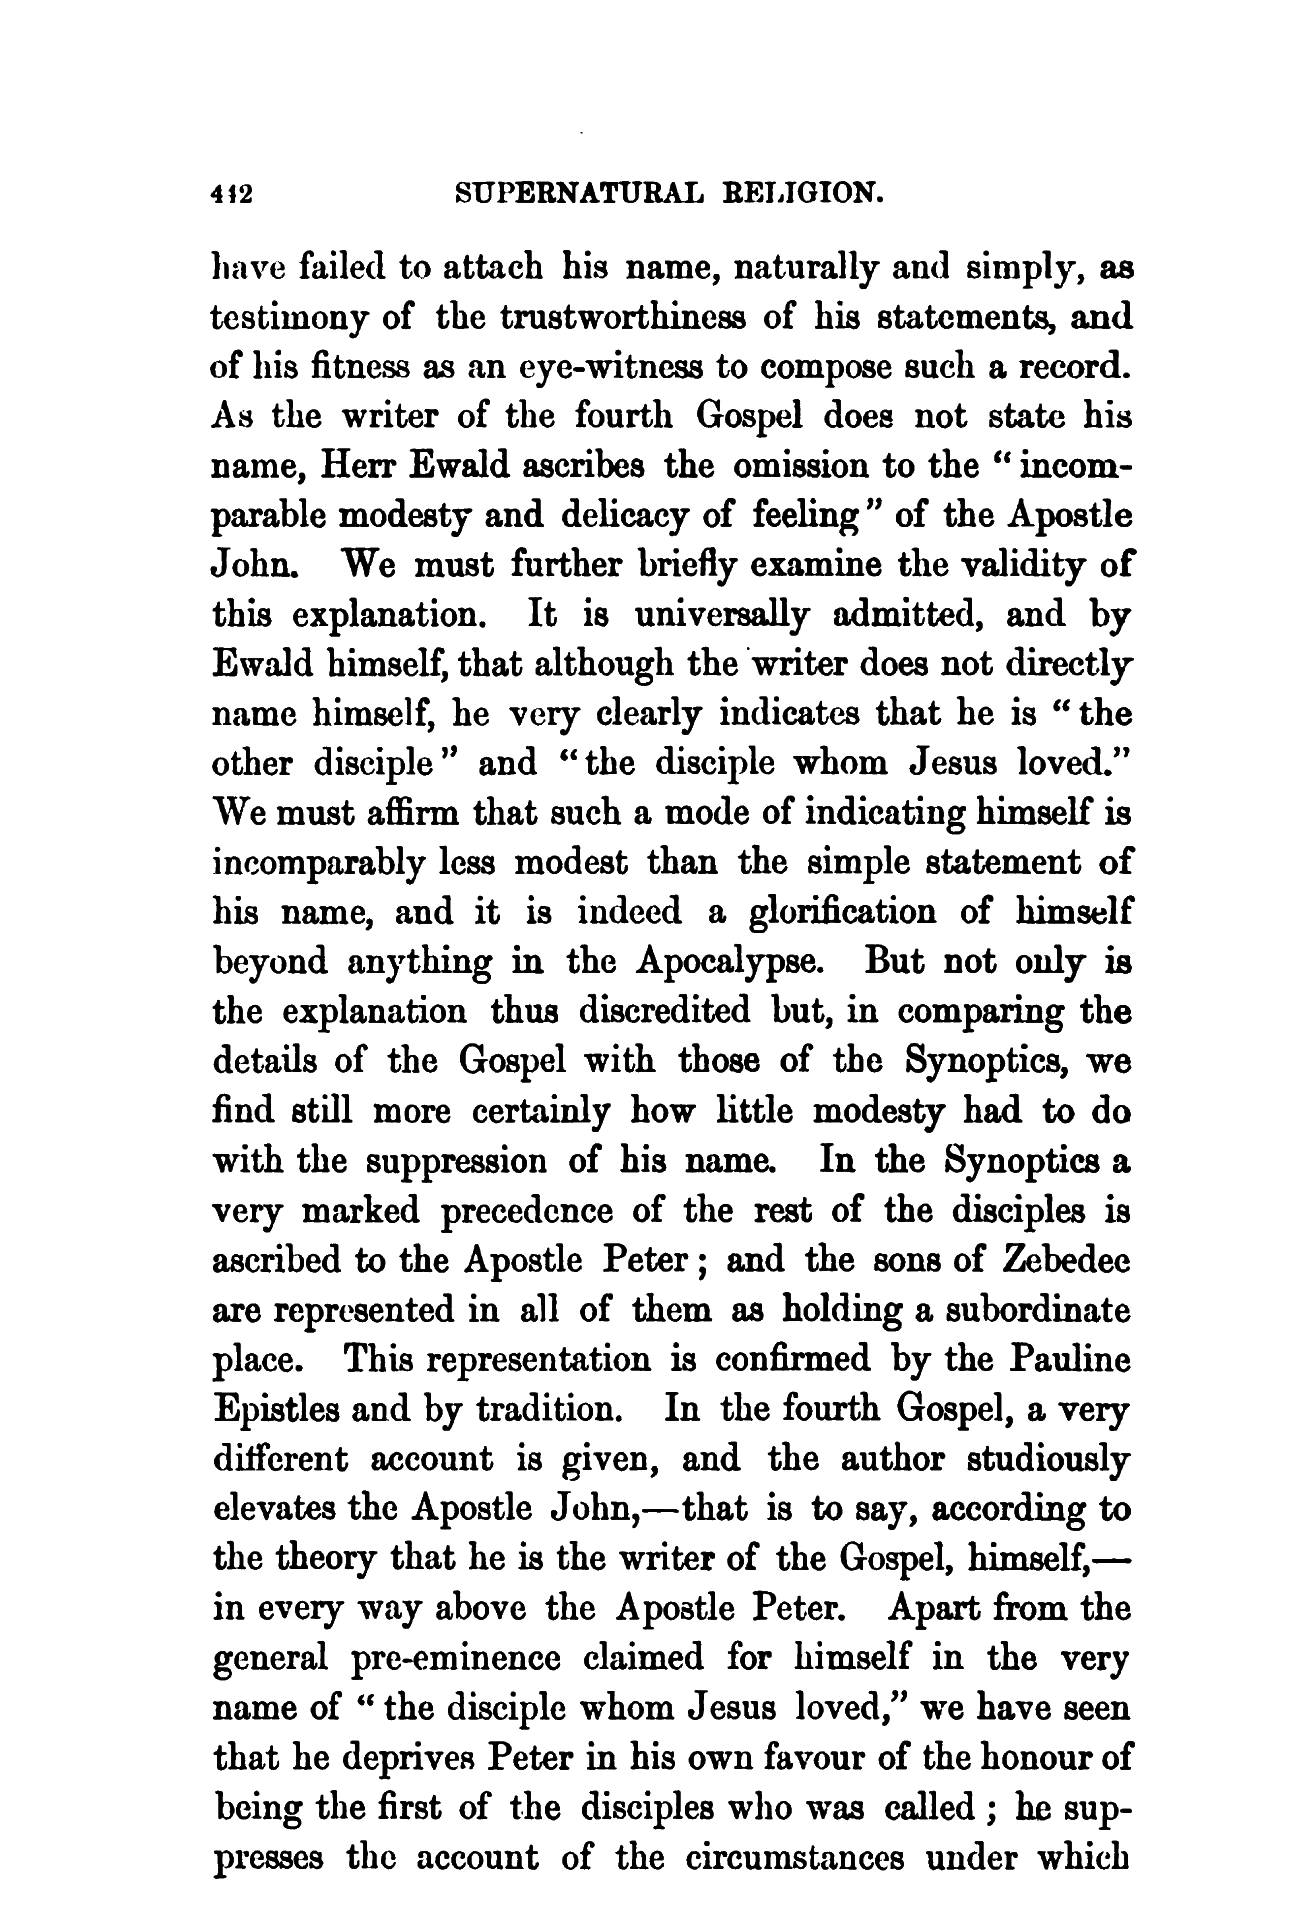 442 SUPERNATURAL RELIGION.
have failed to attach his name, naturally and simply, as
testimony of the trustworthiness of his statements, and
of his fitness as an eye-witness to compose such a record.
As the writer of the fourth Gospel does not state his
name, Herr Ewald ascribes the omission to the “ incom-
parable modesty and delicacy of feeling ” of the Apostle
John. We must further briefly examine the validity of
this explanation. It is universally admitted, and by
Ewald himself, that although the writer does not directly
name himself, he very clearly indicates that he is “ the
other disciple ” and “ the disciple whom Jesus loved.”
We must affirm that such a mode of indicating himself is
incomparably less modest than the simple statement of
his name, and it is indeed a glorification of himself
beyond anything in the Apocalypse. But not only is
the explanation thus discredited but, in comparing the
details of the Gospel with those of the Synoptics, we
find still more certainly how little modesty had to do
with the suppression of his name. In the Synoptics a
very marked precedence of the rest of the disciples is
ascribed to the Apostle Peter ; and the sons of Zebedee
are represented in all of them as holding a subordinate
place. This representation is confirmed by the Pauline
Epistles and by tradition. In the fourth Gospel, a very
different account is given, and the author studiously
elevates the Apostle John,—that is to say, according to
the theory that he is the writer of the Gospel, himself,—
in every way above the Apostle Peter. Apart from the
general pre-eminence claimed for himself in the very
name of “ the disciple whom Jesus loved,” we have seen
that he deprives Peter in his own favour of the honour of
being the first of the disciples who was called ; he sup-
presses the account of the circumstances under which